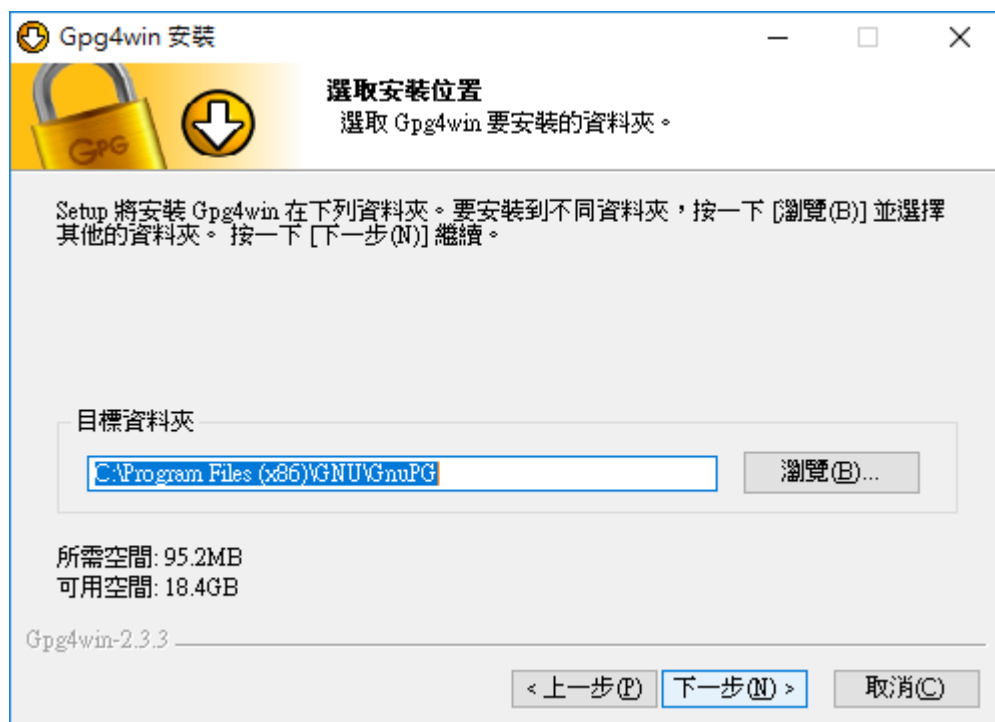 Gpg4win 安裝
GPG
選取安裝位置
選取 Gpg4win 要安裝的資料夾。
Setup 將安裝 Gpg4win 在下列資料夾。要安裝到不同資料夾，按一下 [瀏覽(B)] 並選擇
其他的資料夾。 按一下 [下一步(N)] 繼續。
目標資料夾
C:\Program Files (x86)\GNU\GnuPG
瀏覽(B)...
所需空間: 95.2MB
可用空間: 18.4GB
Gpg4win-2.3.3
< 上一步(P) 下一步(N) > 取消(C)